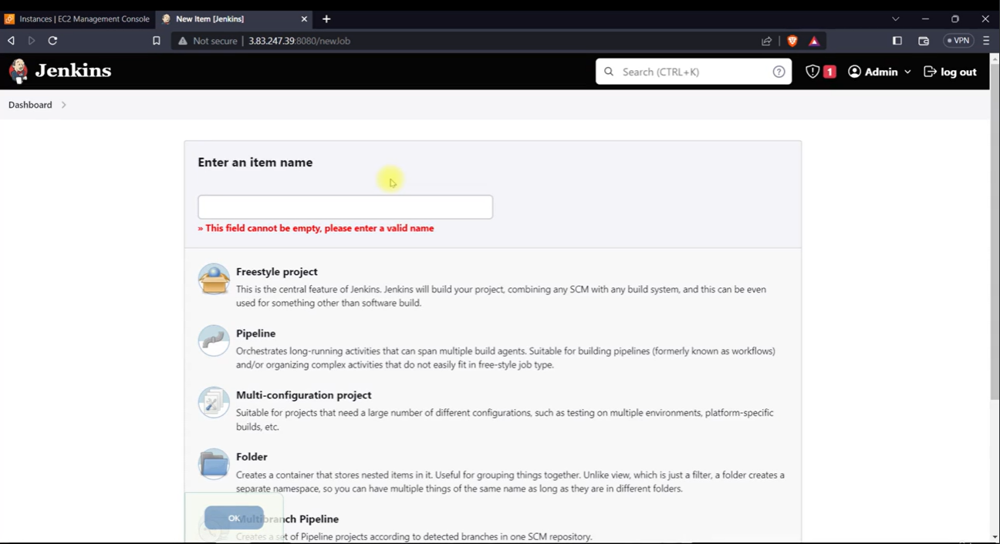 Instances | EC2 Management Console
New Item [Jenkins]
Not secure | 3.83.247.39:8080/newJob
VPN
Jenkins
Search (CTRL+K)
1
Admin
log out
Dashboard
Enter an item name
» This field cannot be empty, please enter a valid name
Freestyle project
This is the central feature of Jenkins. Jenkins will build your project, combining any SCM with any build system, and this can be even
used for something other than software build.
Pipeline
Orchestrates long-running activities that can span multiple build agents. Suitable for building pipelines (formerly known as workflows)
and/or organizing complex activities that do not easily fit in free-style job type.
Multi-configuration project
Suitable for projects that need a large number of different configurations, such as testing on multiple environments, platform-specific
builds, etc.
Folder
Creates a container that stores nested items in it. Useful for grouping things together. Unlike view, which is just a filter, a folder creates a
separate namespace, so you can have multiple things of the same name as long as they are in different folders.
OK
Multibranch Pipeline
Creates a set of Pipeline projects according to detected branches in one SCM repository.